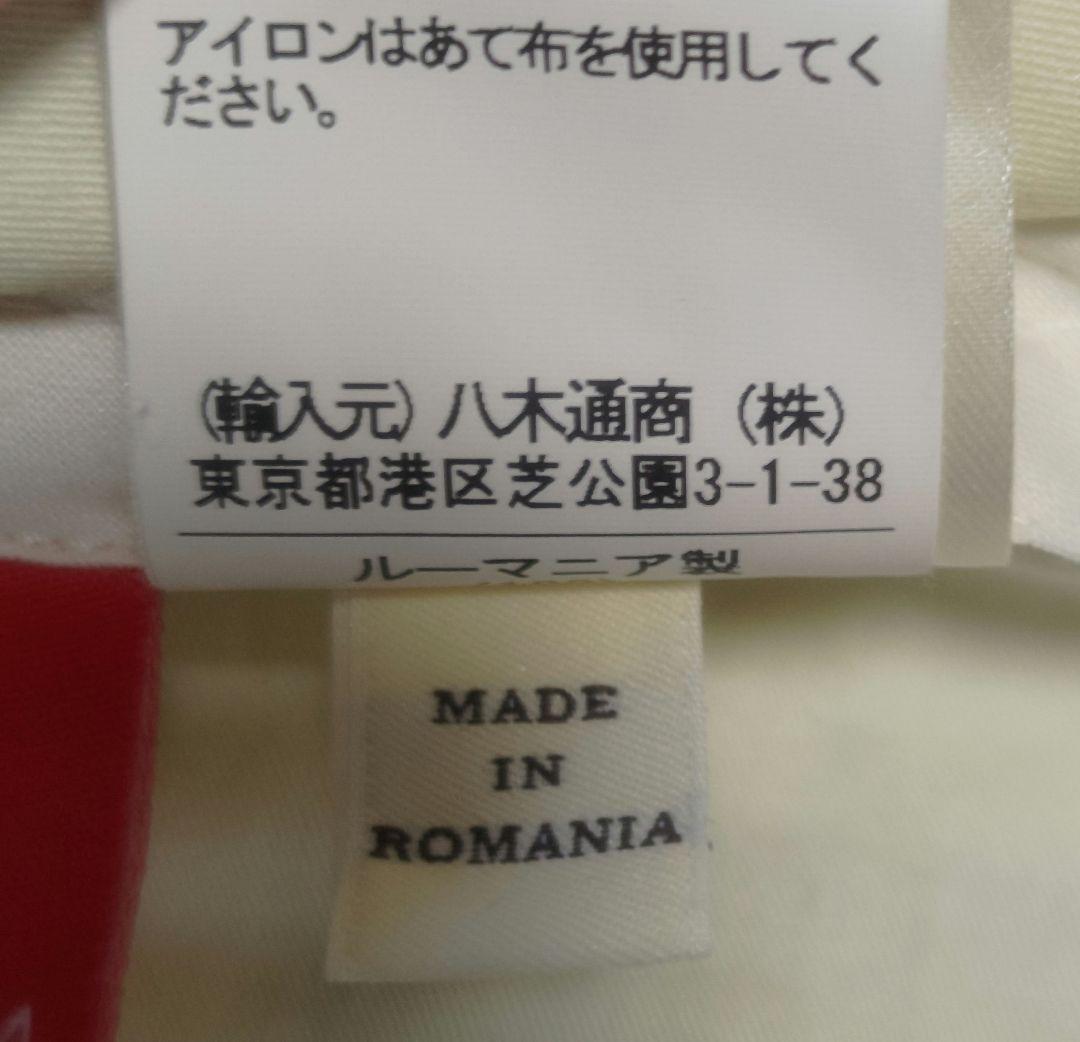 アイロンはあて布を使用してく
ださい。
(輸入元) 八木通商 (株)
東京都港区芝公園3-1-38
ルーマニア製
MADE
IN
ROMANIA